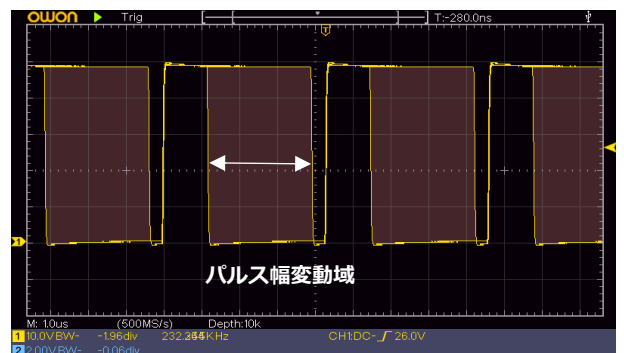 OWON Trig T:-280.0ns
T
1
パルス幅変動域
M: 1.0us (500MS/s) Depth:10k
1 10.0V BW- -1.96div KHz CH1:DC- 26.0V
2 2.00V BW- -0.06div